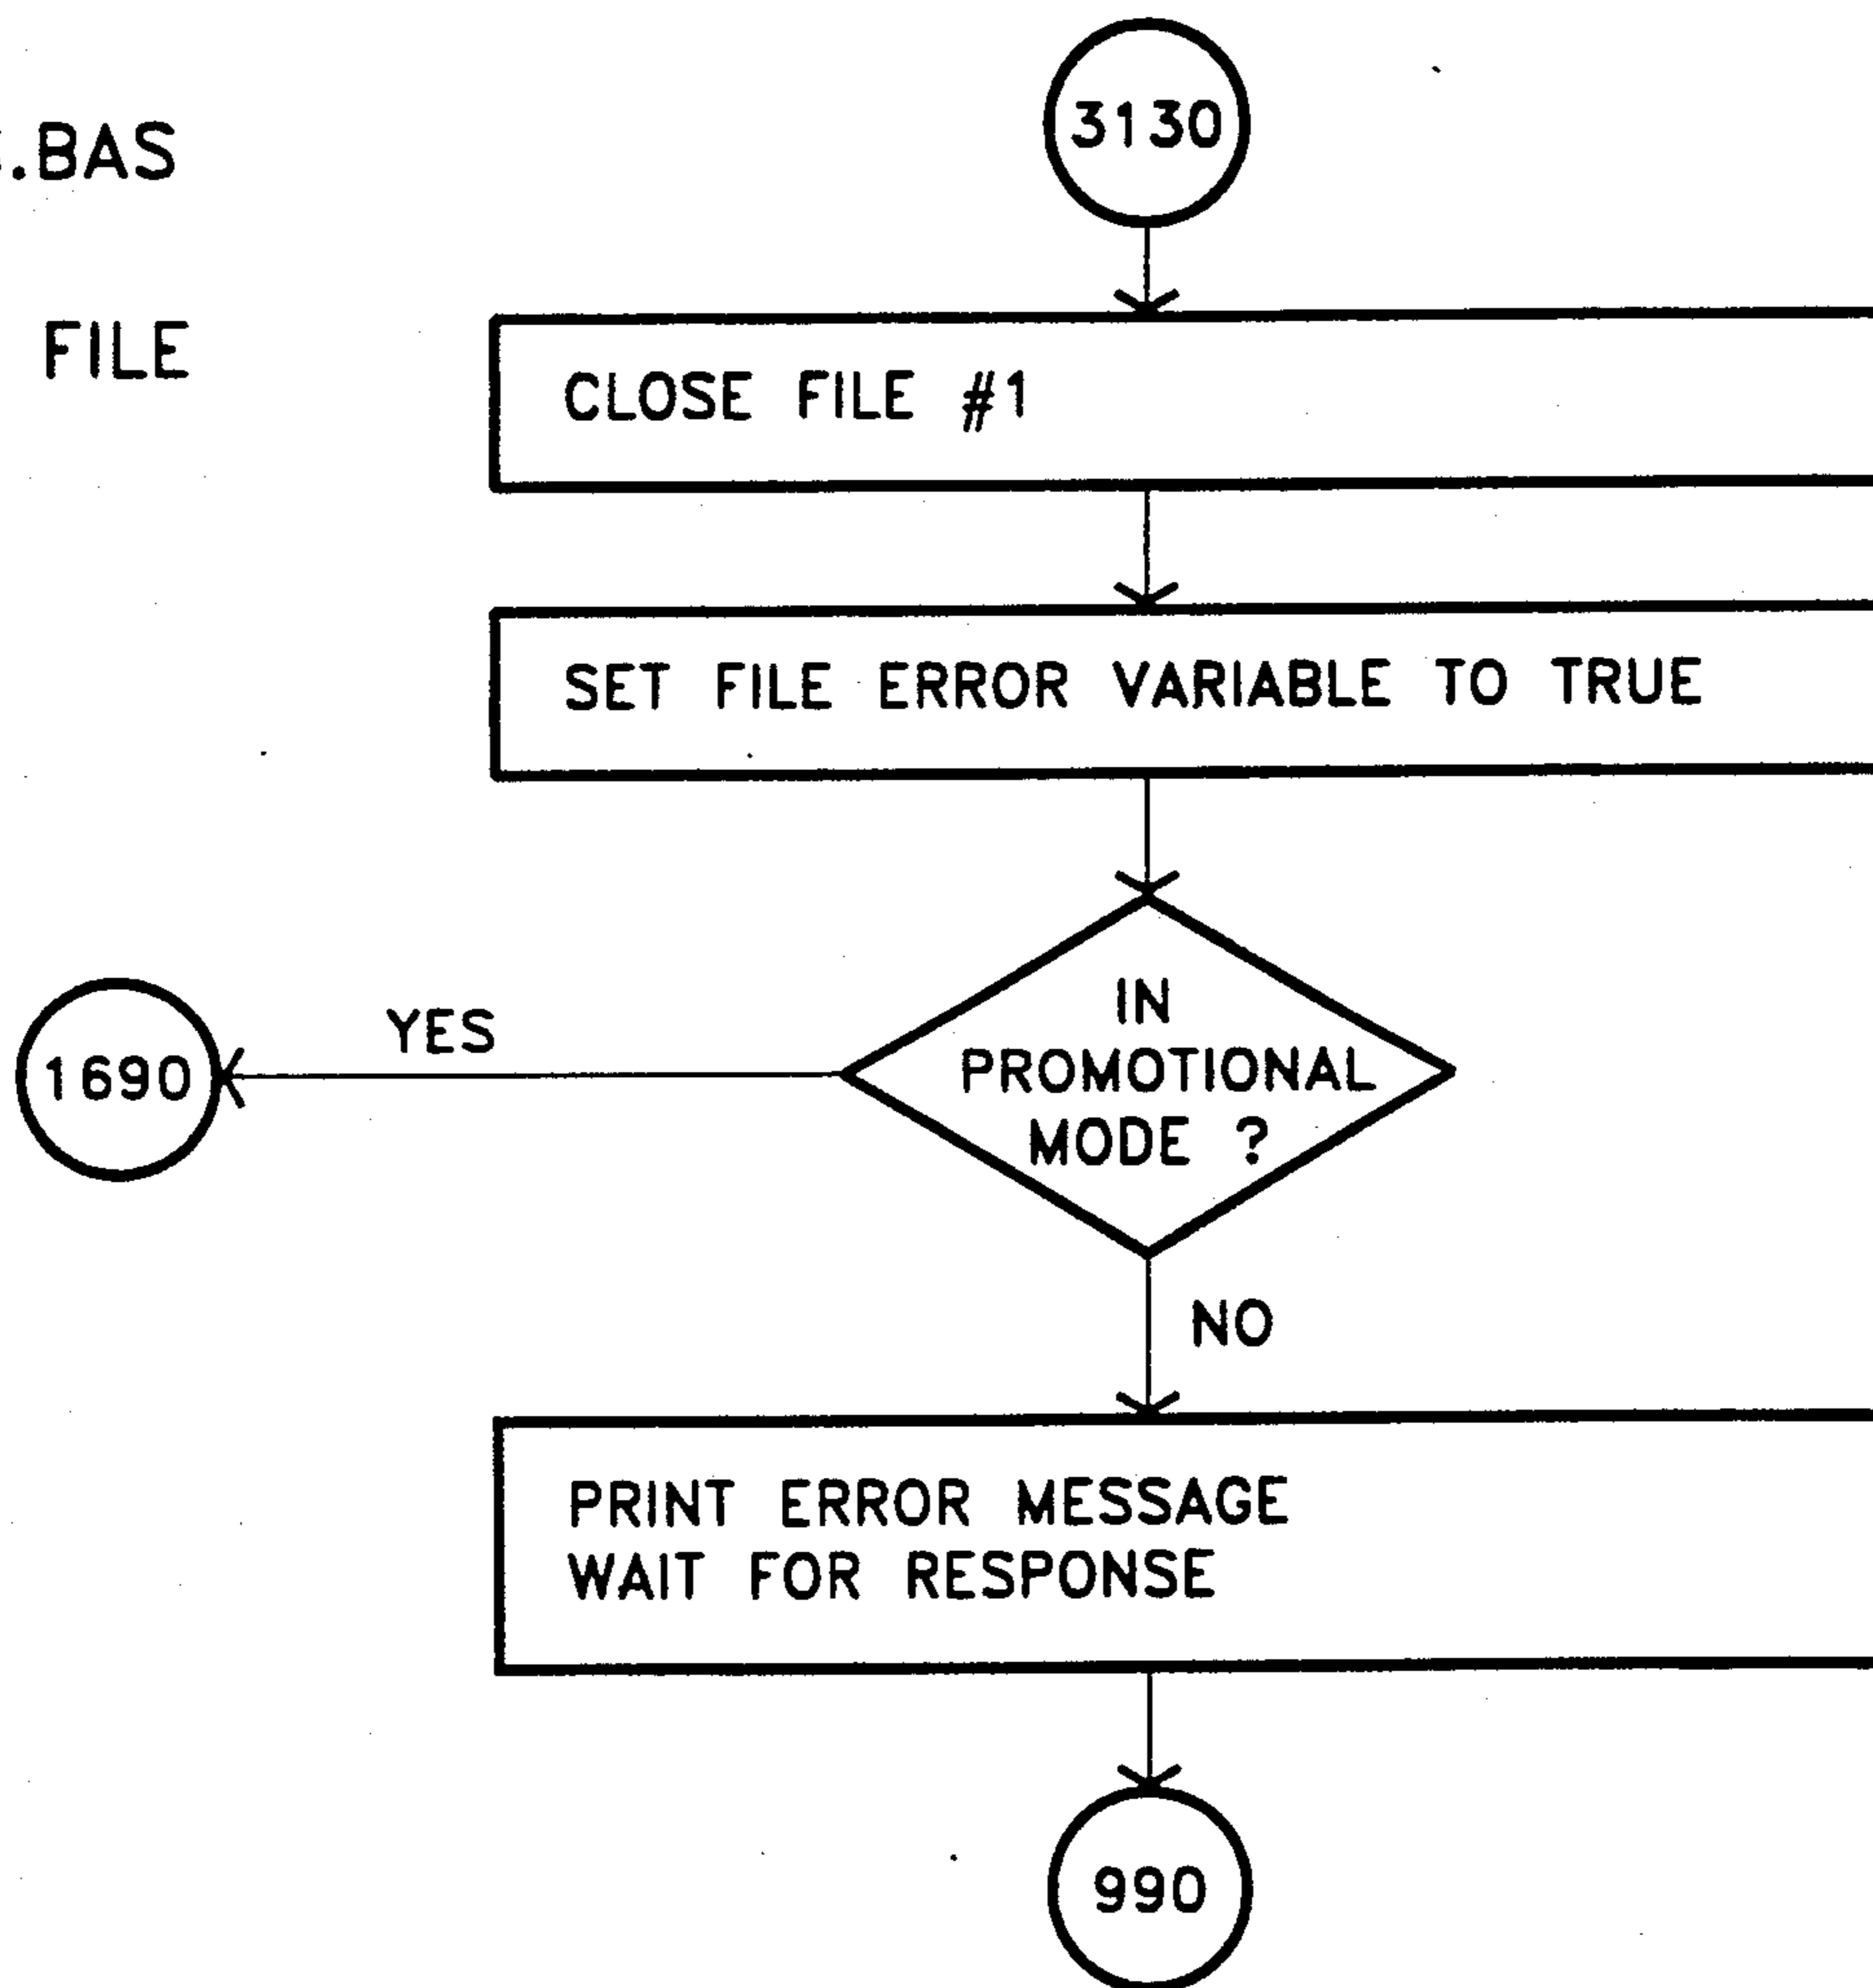 3130
.BAS
FILE
CLOSE FILE #1
SET FILE ERROR VARIABLE TO TRUE
IN
PROMOTIONAL
MODE ?
YES
1690
NO
PRINT ERROR MESSAGE
WAIT FOR RESPONSE
990